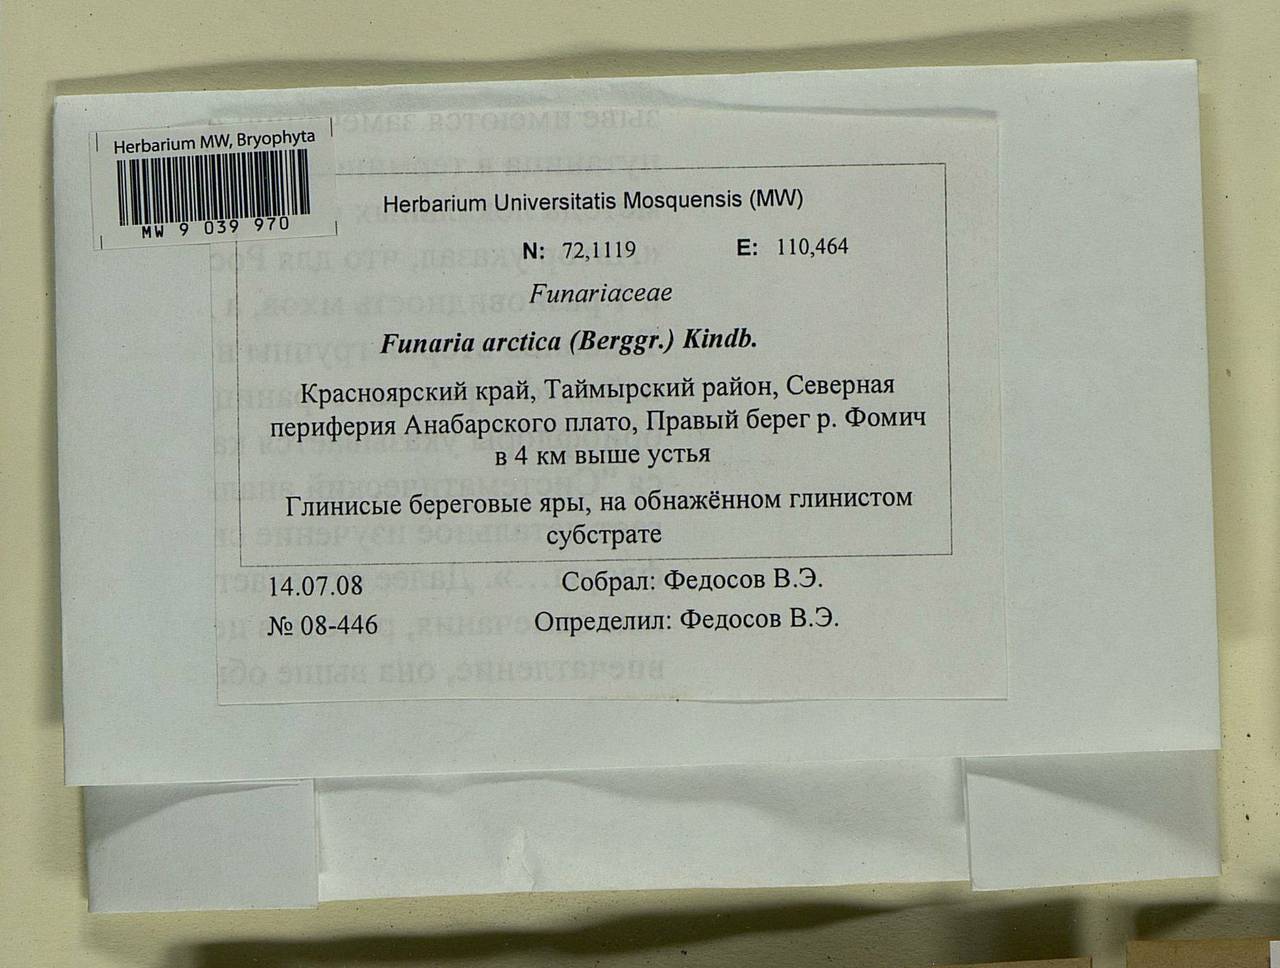 Herbarium MW, Bryophyta
MW 9 039 970
Herbarium Universitatis Mosquensis (MW)
N: 72,1119 E: 110,464
Funariaceae
Funaria arctica (Berggr.) Kindb.
Красноярский край, Таймырский район, Северная
периферия Анабарского плато, Правый берег р. Фомич
в 4 км выше устья
Глинисые береговые яры, на обнажённом глинистом
субстрате
14.07.08 Собрал: Федосов В.Э.
№ 08-446 Определил: Федосов В.Э.